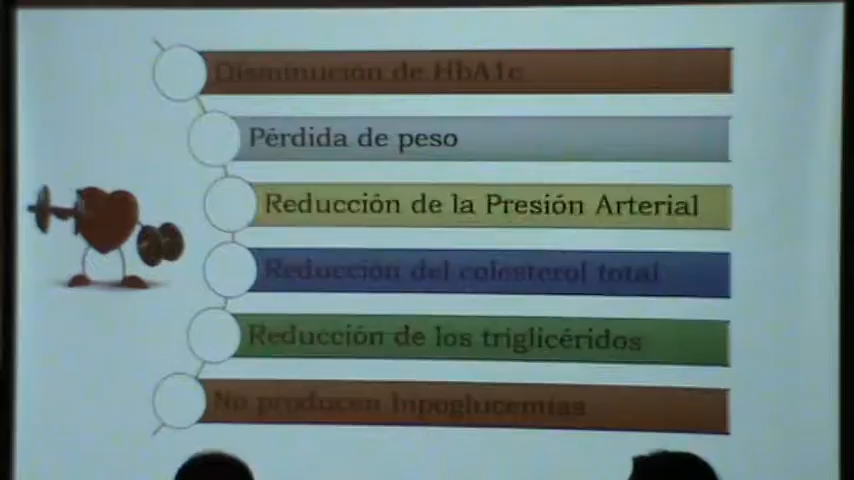 Disminución de HbA1c
Pérdida de peso
Reducción de la Presión Arterial
Reducción del colesterol total
Reducción de los triglicéridos
No producen hipoglucemias